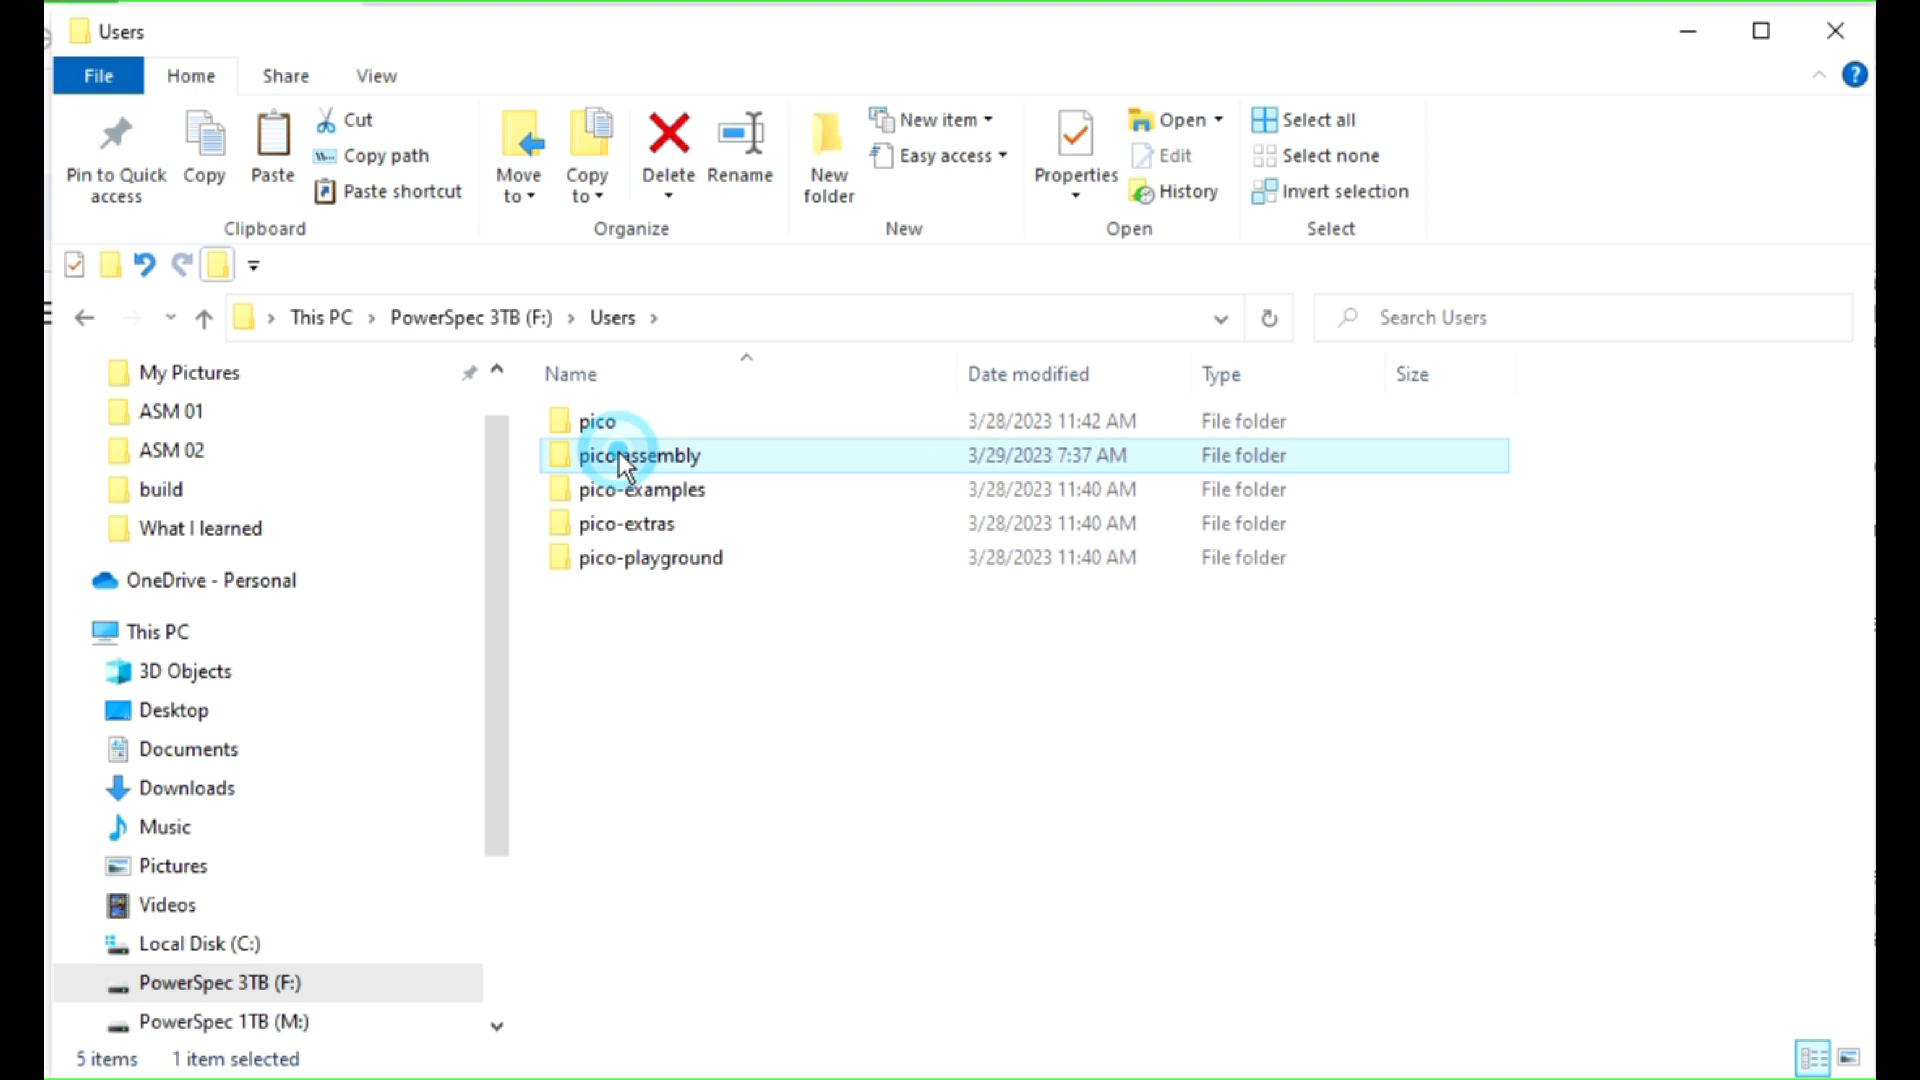 Users
File Home Share View
Pin to Quick access
Copy
Paste
Cut
Copy path
Paste shortcut
Clipboard
Move to
Copy to
Delete
Rename
Organize
New folder
New item
Easy access
New
Properties
Open
Edit
History
Open
Select all
Select none
Invert selection
Select
This PC > PowerSpec 3TB (F:) > Users >
Search Users
My Pictures
ASM 01
ASM 02
build
What I learned
OneDrive - Personal
This PC
3D Objects
Desktop
Documents
Downloads
Music
Pictures
Videos
Local Disk (C:)
PowerSpec 3TB (F:)
PowerSpec 1TB (M:)
Name Date modified Type Size
pico 3/28/2023 11:42 AM File folder
pico-assembly 3/29/2023 7:37 AM File folder
pico-examples 3/28/2023 11:40 AM File folder
pico-extras 3/28/2023 11:40 AM File folder
pico-playground 3/28/2023 11:40 AM File folder
5 items 1 item selected